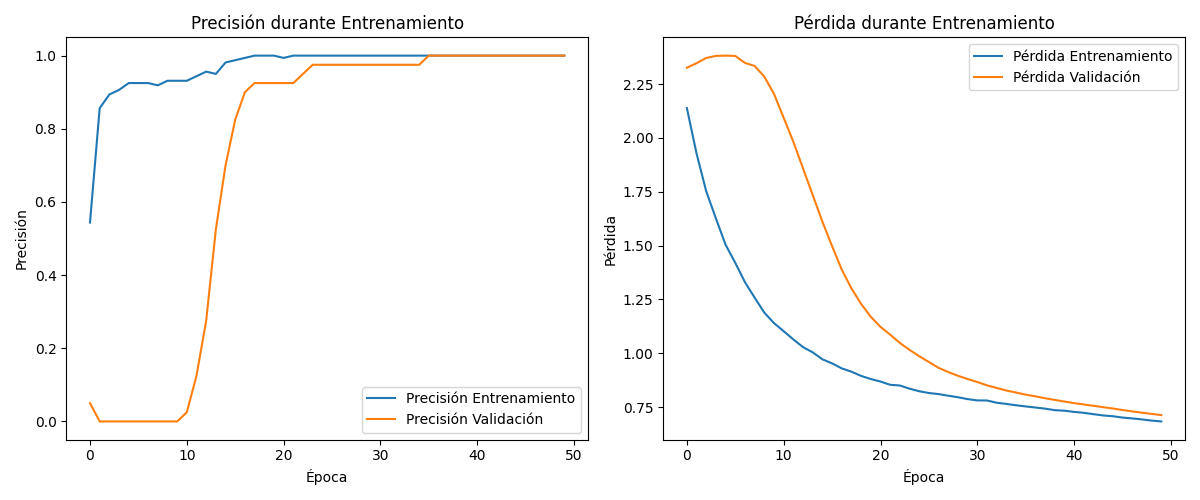 Precisión durante Entrenamiento
1.0
0.8
0.6
0.4
0.2
0.0
Precisión
0 10 20 30 40 50
Época
Precisión Entrenamiento
Precisión Validación
Pérdida durante Entrenamiento
2.25
2.00
1.75
1.50
1.25
1.00
0.75
Pérdida
0 10 20 30 40 50
Época
Pérdida Entrenamiento
Pérdida Validación